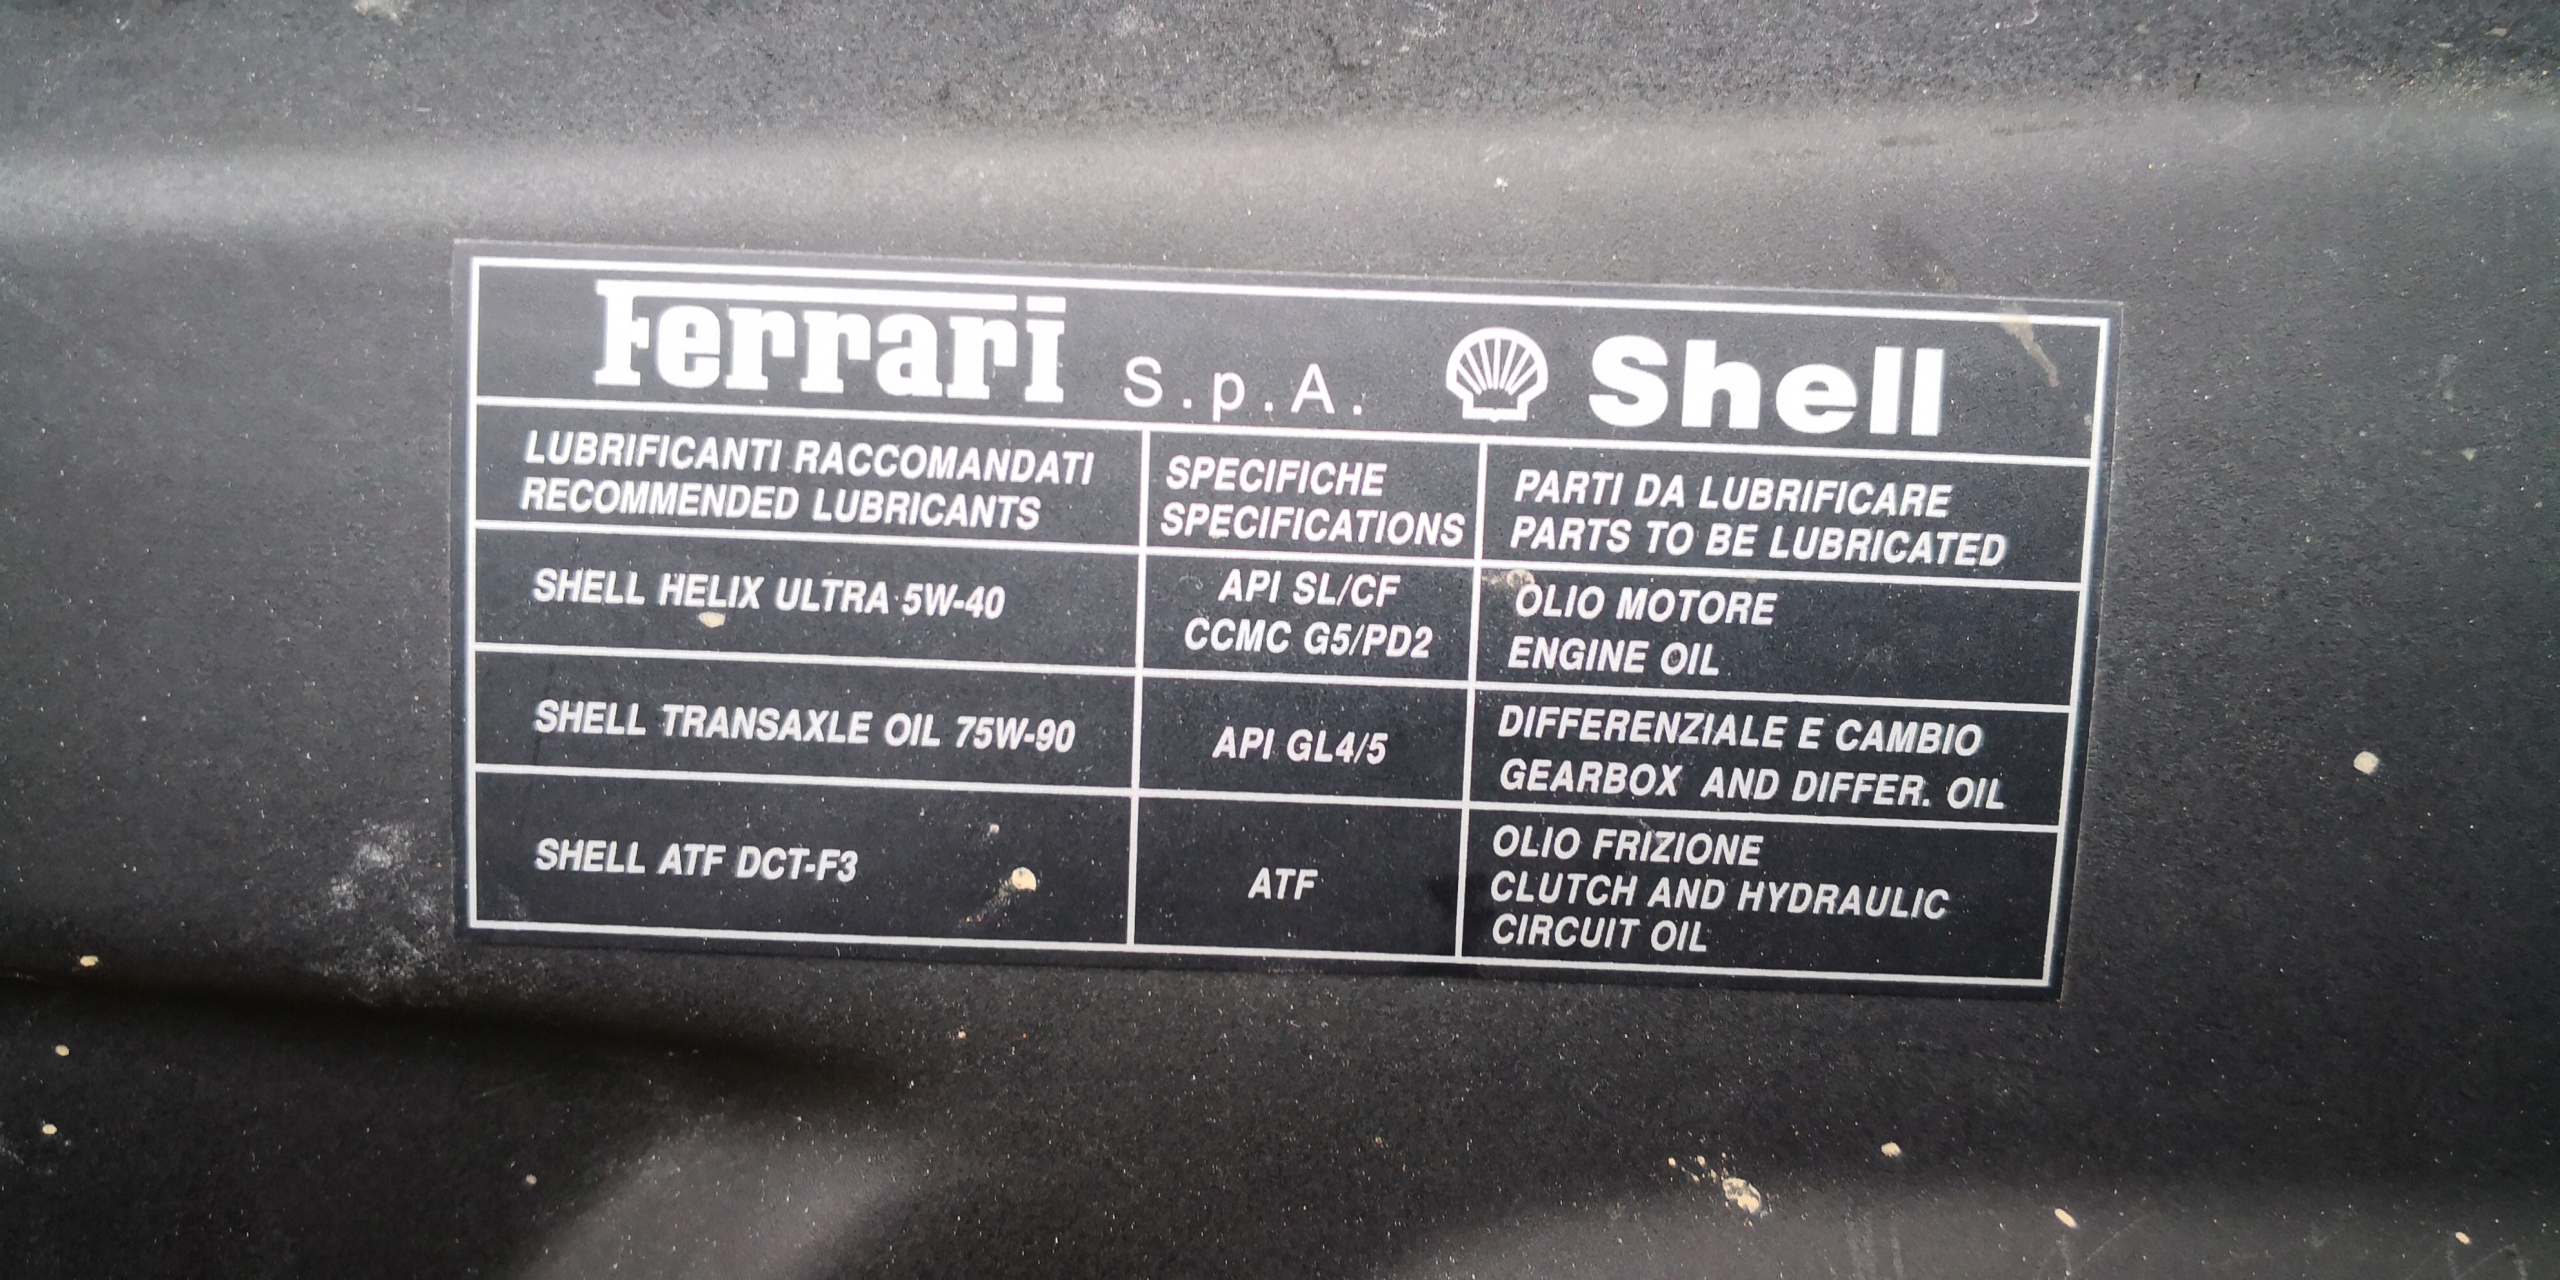 Ferrari S.p.A. Shell
LUBRIFICANTI RACCOMANDATI
RECOMMENDED LUBRICANTS
SPECIFICHE
SPECIFICATIONS
PARTI DA LUBRIFICARE
PARTS TO BE LUBRICATED
SHELL HELIX ULTRA 5W-40
API SL/CF
CCMC G5/PD2
OLIO MOTORE
ENGINE OIL
SHELL TRANSAXLE OIL 75W-90
API GL4/5
DIFFERENZIALE E CAMBIO
GEARBOX AND DIFFER. OIL
SHELL ATF DCT-F3
ATF
OLIO FRIZIONE
CLUTCH AND HYDRAULIC
CIRCUIT OIL